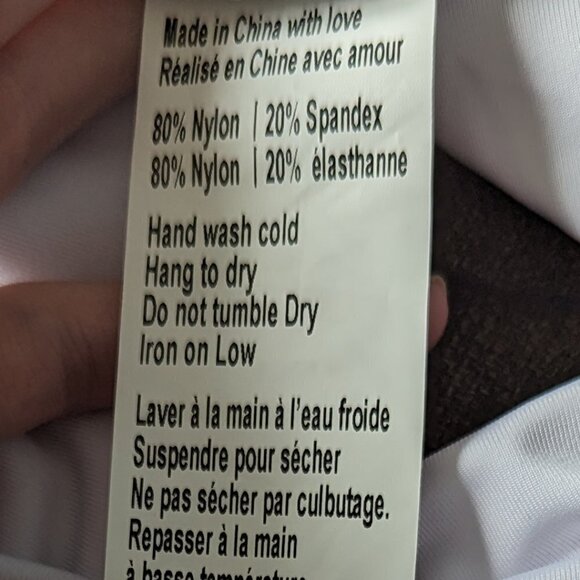 Made in China with love
Réalisé en Chine avec amour
80% Nylon | 20% Spandex
80% Nylon | 20% élasthanne
Hand wash cold
Hang to dry
Do not tumble Dry
Iron on Low
Laver à la main à l'eau froide
Suspendre pour sécher
Ne pas sécher par culbutage.
Repasser à la main
à basse température